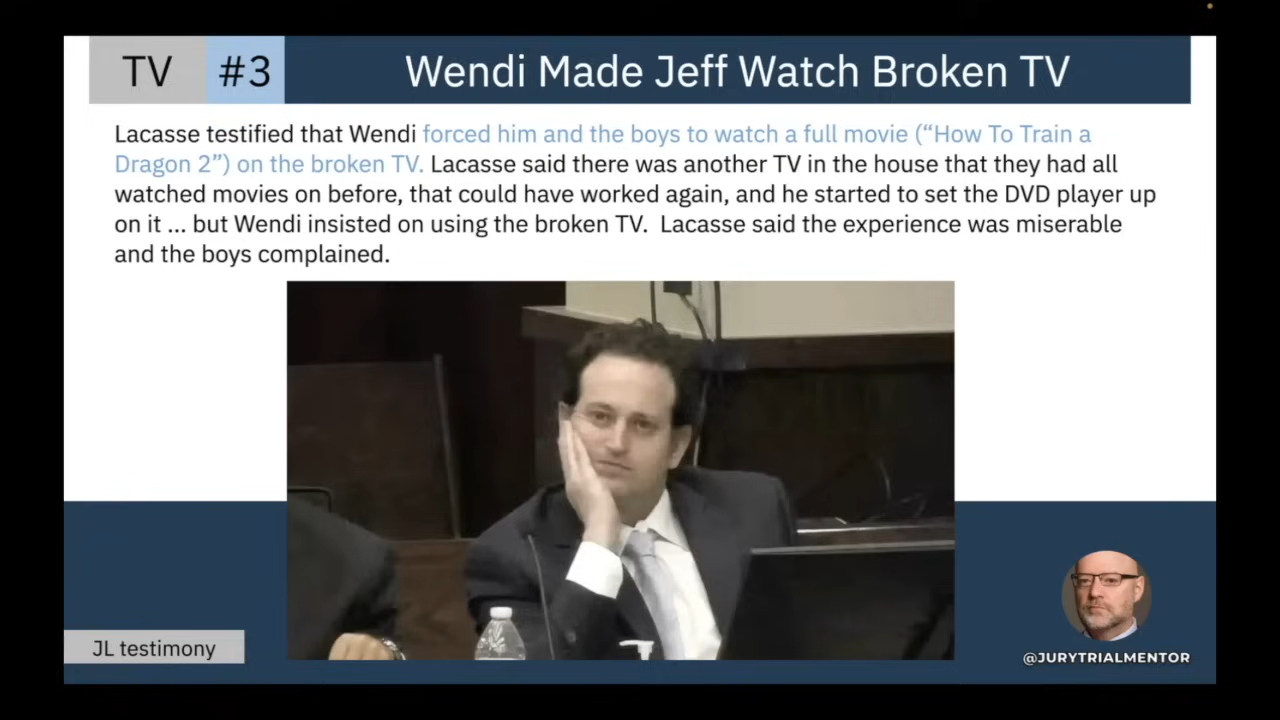 TV #3 Wendi Made Jeff Watch Broken TV
Lacasse testified that Wendi forced him and the boys to watch a full movie (“How To Train a
Dragon 2”) on the broken TV. Lacasse said there was another TV in the house that they had all
watched movies on before, that could have worked again, and he started to set the DVD player up
on it ... but Wendi insisted on using the broken TV. Lacasse said the experience was miserable
and the boys complained.
JL testimony
@JURYTRIALMENTOR